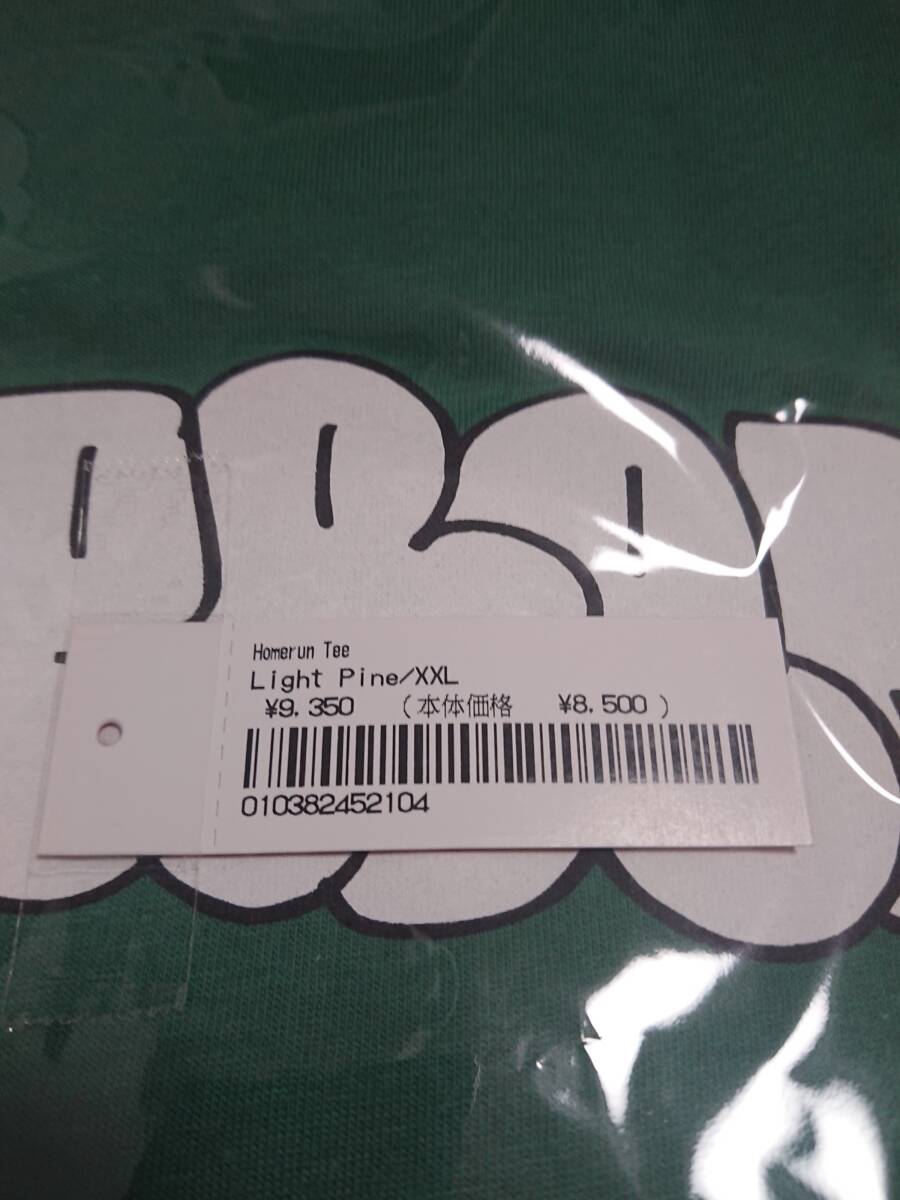 Homerun Tee
Light Pine/XXL
¥9,350 (本体価格 ¥8,500 )
010382452104